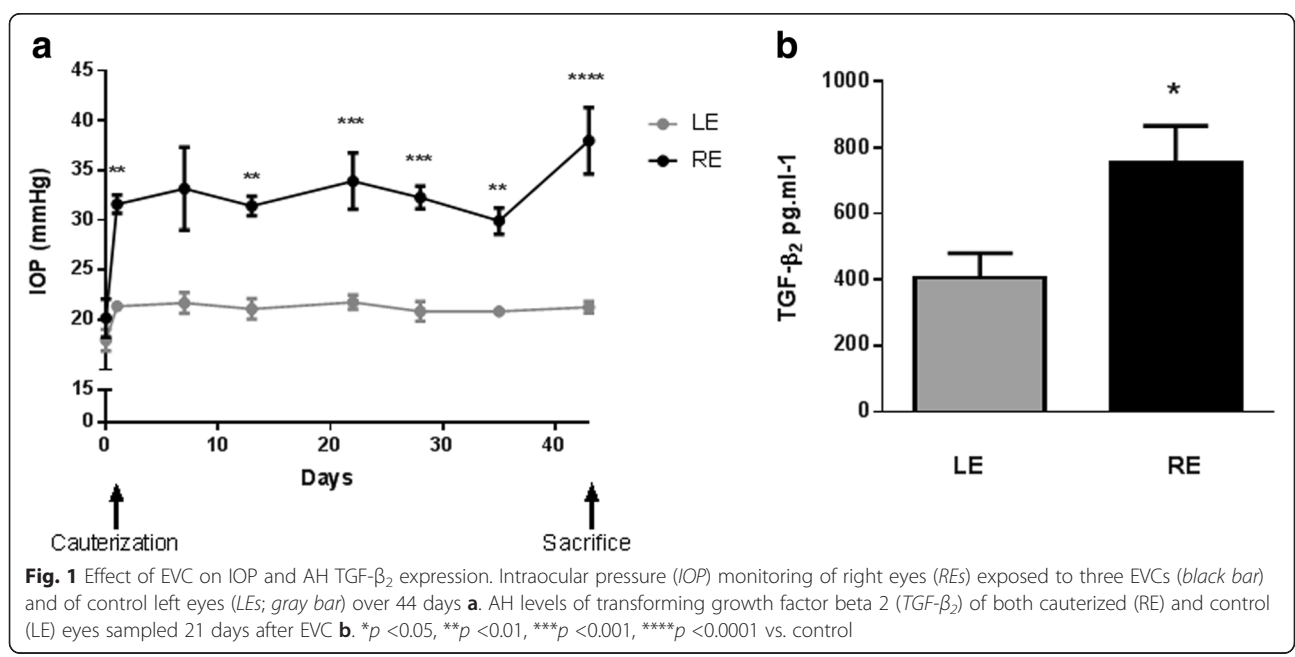 a
45
40
35
30
25
20
15
0
IOP (mmHg)
**
**
***
***
**
****
LE
RE
0
10
20
30
40
Days
Cauterization
Sacrifice
b
1000
800
600
400
200
0
TGF-β₂ pg.ml-1
*
LE
RE
Fig. 1 Effect of EVC on IOP and AH TGF-β₂ expression. Intraocular pressure (IOP) monitoring of right eyes (REs) exposed to three EVCs (black bar)
and of control left eyes (LEs; gray bar) over 44 days a. AH levels of transforming growth factor beta 2 (TGF-β₂) of both cauterized (RE) and control
(LE) eyes sampled 21 days after EVC b. *p <0.05, **p <0.01, ***p <0.001, ****p <0.0001 vs. control